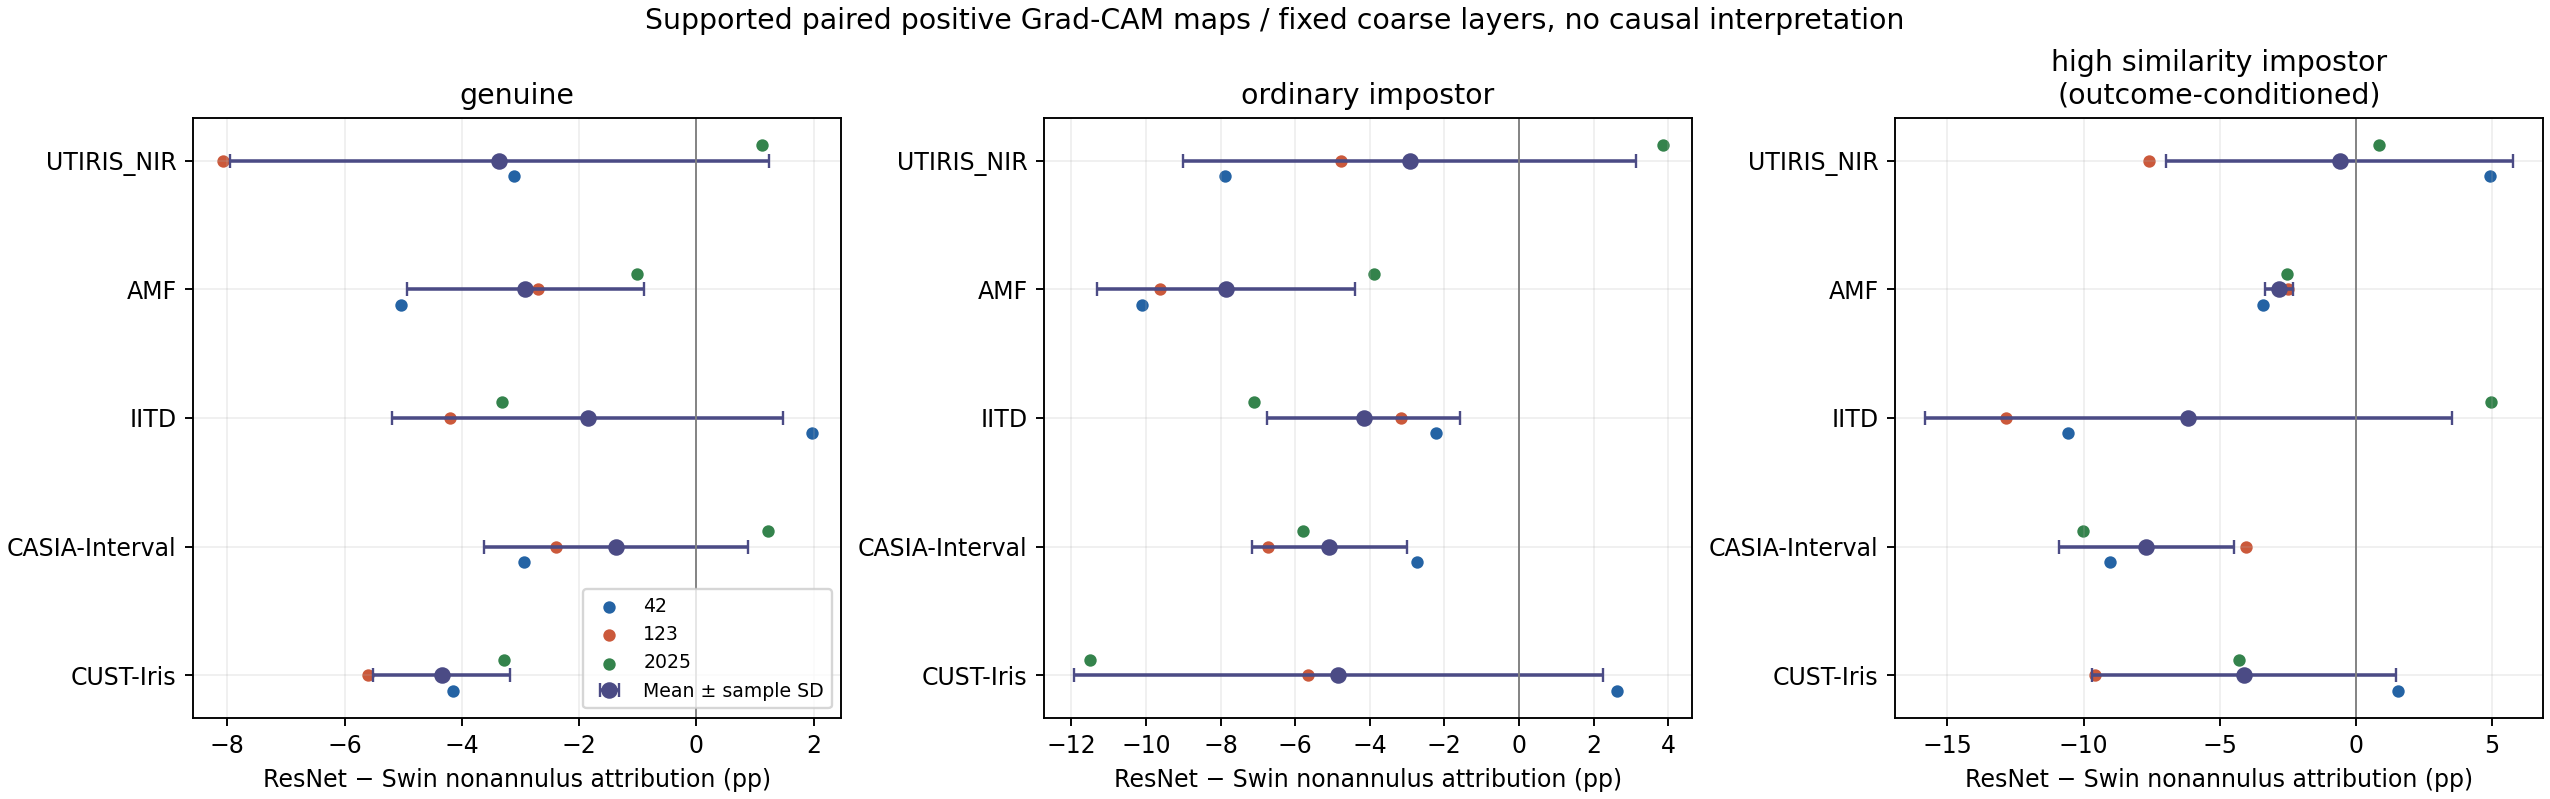 Supported paired positive Grad-CAM maps / fixed coarse layers, no causal interpretation
genuine
UTIRIS_NIR
AMF
IITD
CASIA-Interval
CUST-Iris
42
123
2025
Mean ± sample SD
−8 −6 −4 −2 0 2
ResNet − Swin nonannulus attribution (pp)
ordinary impostor
UTIRIS_NIR
AMF
IITD
CASIA-Interval
CUST-Iris
−12 −10 −8 −6 −4 −2 0 2 4
ResNet − Swin nonannulus attribution (pp)
high similarity impostor
(outcome-conditioned)
UTIRIS_NIR
AMF
IITD
CASIA-Interval
CUST-Iris
−15 −10 −5 0 5
ResNet − Swin nonannulus attribution (pp)